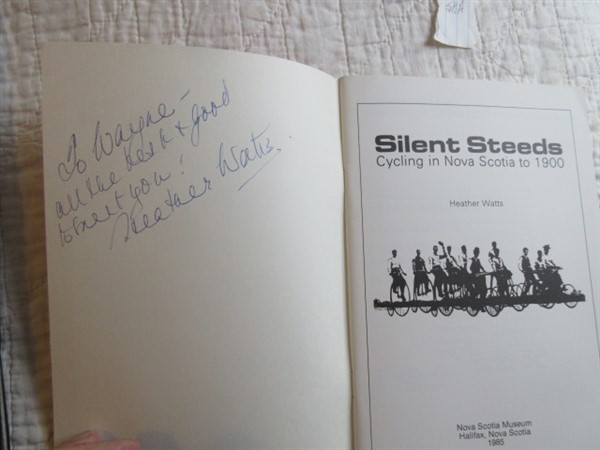 To Wayne -
all the best & good
to meet you!
Heather Watts.
Silent Steeds
Cycling in Nova Scotia to 1900
Heather Watts
Nova Scotia Museum
Halifax, Nova Scotia
1985